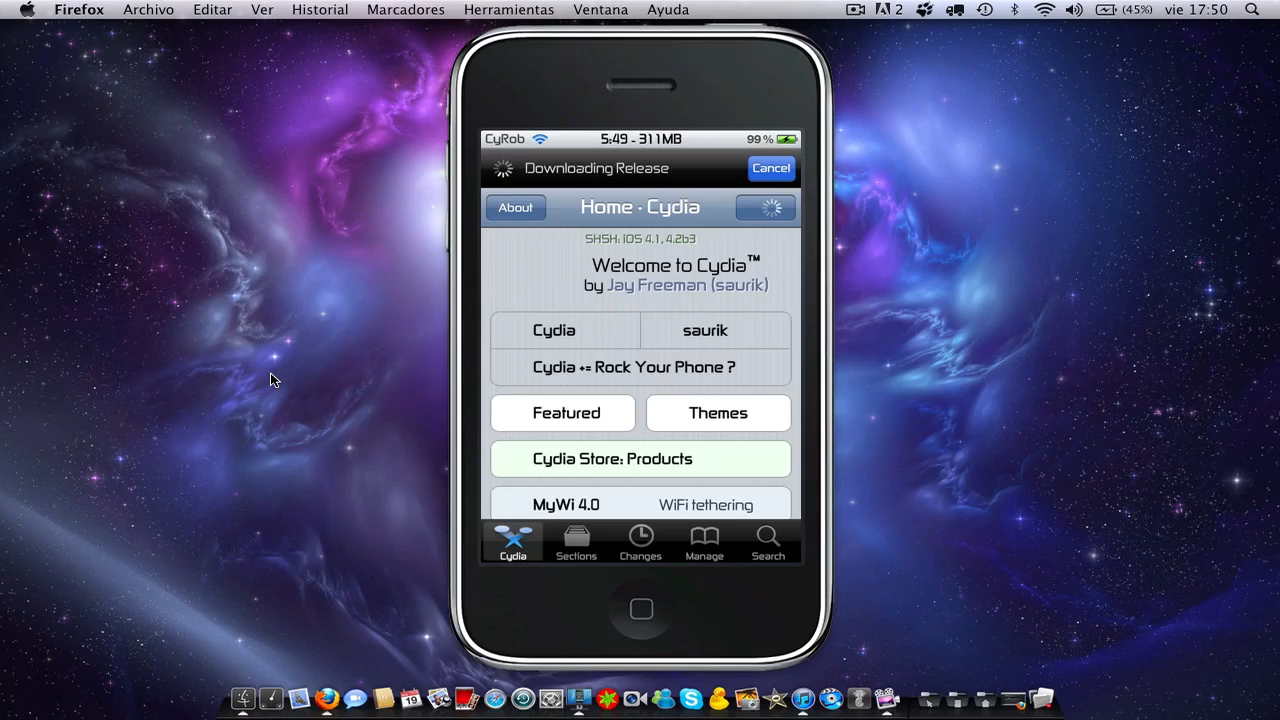 Firefox Archivo Editar Ver Historial Marcadores Herramientas Ventana Ayuda 2 (45%) vie 17:50
CyRob 5:49 - 311MB 99%
Downloading Release Cancel
About Home · Cydia
SHSH: iOS 4.1, 4.2b3
Welcome to Cydia™
by Jay Freeman (saurik)
Cydia saurik
Cydia += Rock Your Phone ?
Featured Themes
Cydia Store: Products
MyWi 4.0 WiFi tethering
Cydia Sections Changes Manage Search
19